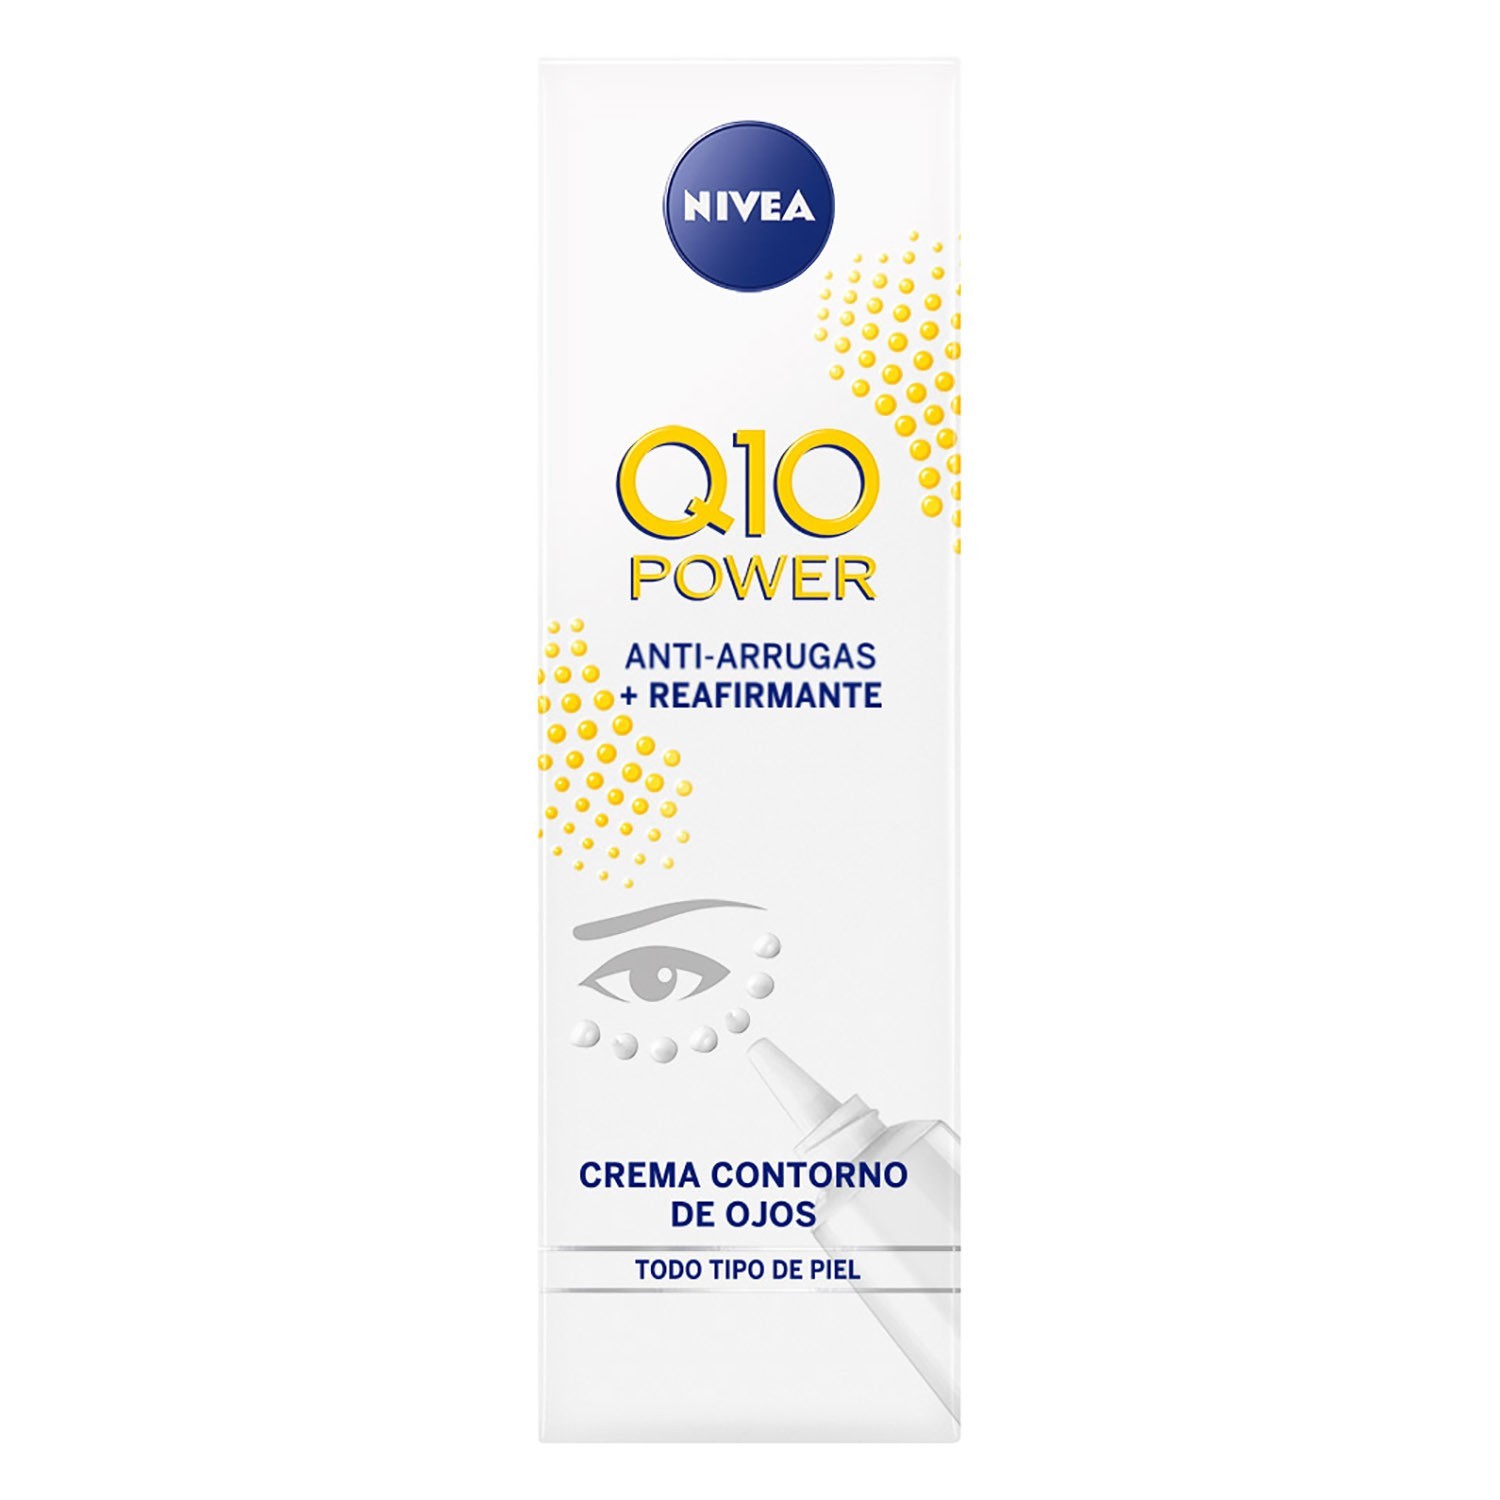 NIVEA
Q10
POWER
ANTI-ARRUGAS
+ REAFIRMANTE
CREMA CONTORNO
DE OJOS
TODO TIPO DE PIEL